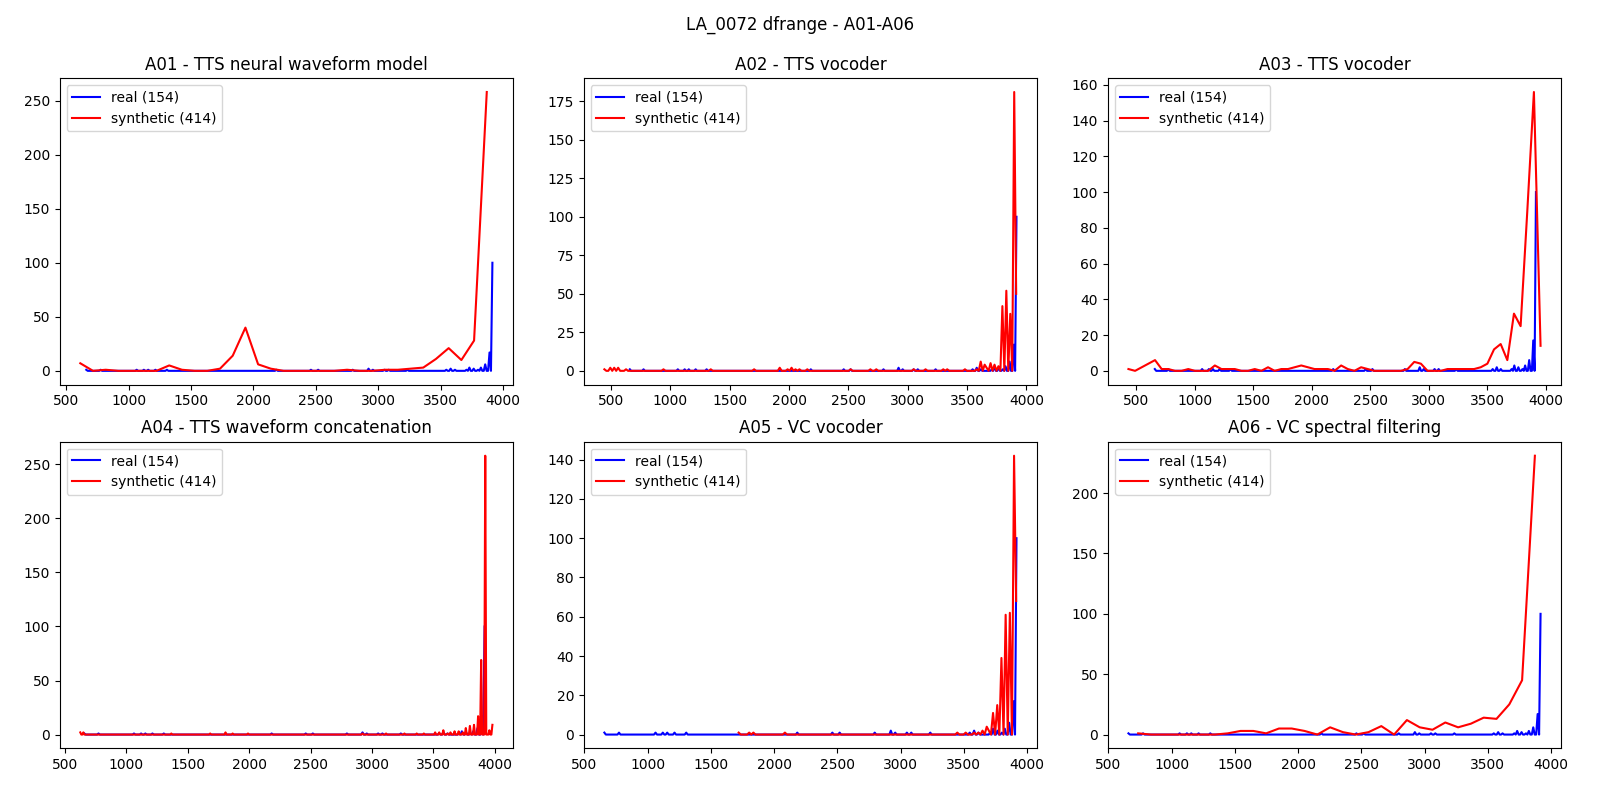 LA_0072 dfrange - A01-A06
A01 - TTS neural waveform model
real (154)
synthetic (414)
250
200
150
100
50
0
500 1000 1500 2000 2500 3000 3500 4000
A02 - TTS vocoder
real (154)
synthetic (414)
175
150
125
100
75
50
25
0
500 1000 1500 2000 2500 3000 3500 4000
A03 - TTS vocoder
real (154)
synthetic (414)
160
140
120
100
80
60
40
20
0
500 1000 1500 2000 2500 3000 3500 4000
A04 - TTS waveform concatenation
real (154)
synthetic (414)
250
200
150
100
50
0
500 1000 1500 2000 2500 3000 3500 4000
A05 - VC vocoder
real (154)
synthetic (414)
140
120
100
80
60
40
20
0
500 1000 1500 2000 2500 3000 3500 4000
A06 - VC spectral filtering
real (154)
synthetic (414)
200
150
100
50
0
500 1000 1500 2000 2500 3000 3500 4000